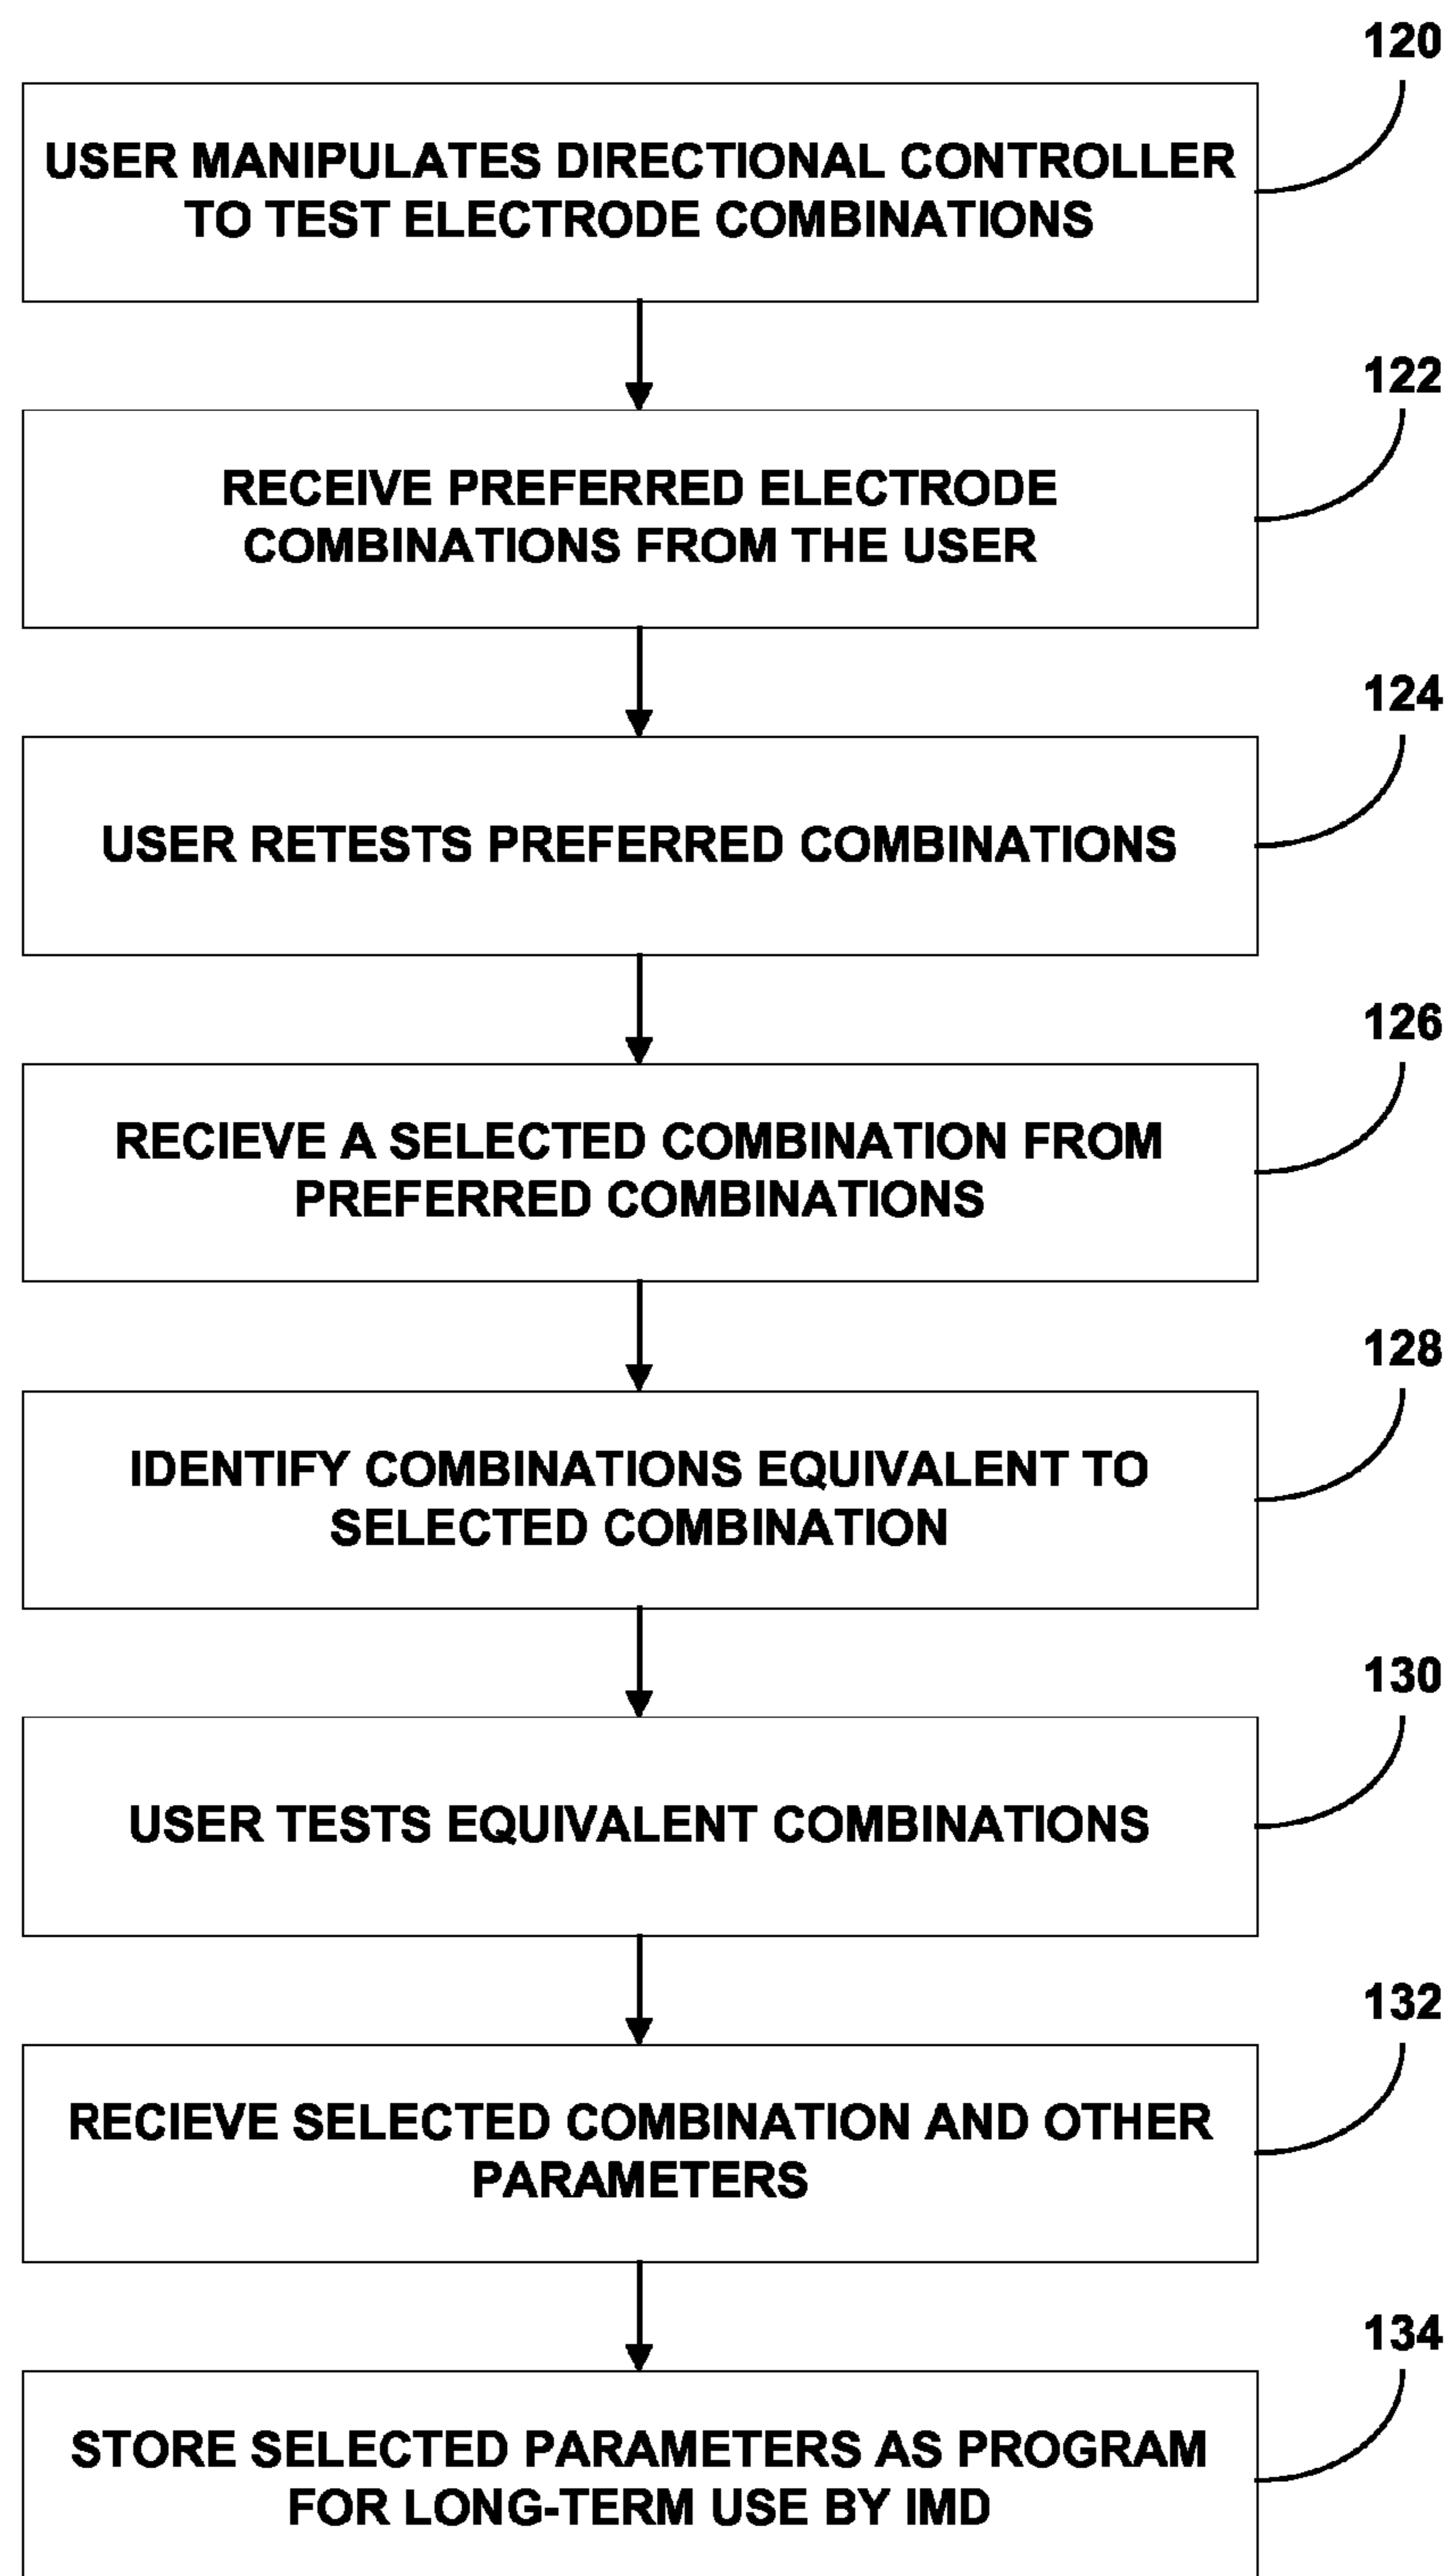 120
USER MANIPULATES DIRECTIONAL CONTROLLER
TO TEST ELECTRODE COMBINATIONS
122
RECEIVE PREFERRED ELECTRODE
COMBINATIONS FROM THE USER
124
USER RETESTS PREFERRED COMBINATIONS
126
RECIEVE A SELECTED COMBINATION FROM
PREFERRED COMBINATIONS
128
IDENTIFY COMBINATIONS EQUIVALENT TO
SELECTED COMBINATION
130
USER TESTS EQUIVALENT COMBINATIONS
132
RECIEVE SELECTED COMBINATION AND OTHER
PARAMETERS
134
STORE SELECTED PARAMETERS AS PROGRAM
FOR LONG-TERM USE BY IMD